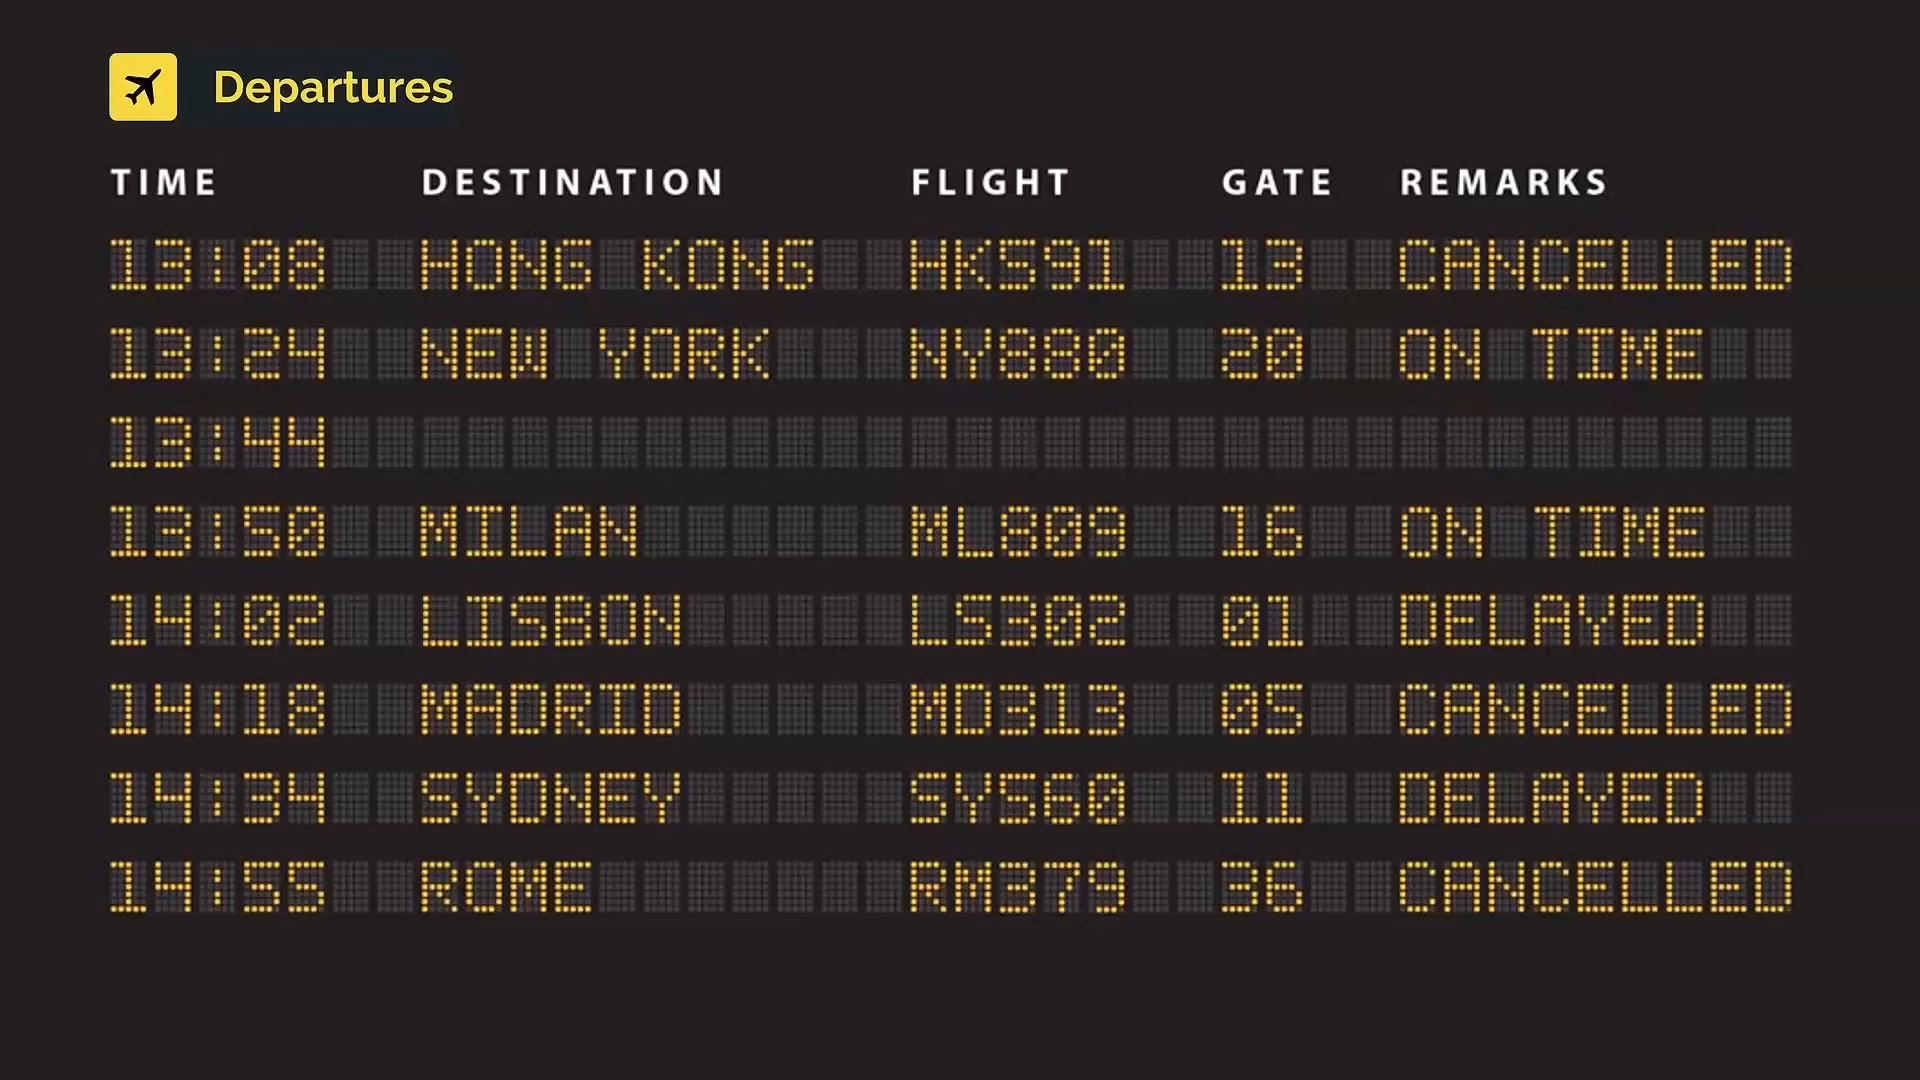 Departures
TIME DESTINATION FLIGHT GATE REMARKS
13:08 HONG KONG HK591 13 CANCELLED
13:24 NEW YORK NY880 20 ON TIME
13:44
13:50 MILAN ML809 16 ON TIME
14:02 LISBON LS302 01 DELAYED
14:18 MADRID MD313 05 CANCELLED
14:34 SYDNEY SY560 11 DELAYED
14:55 ROME RM379 36 CANCELLED